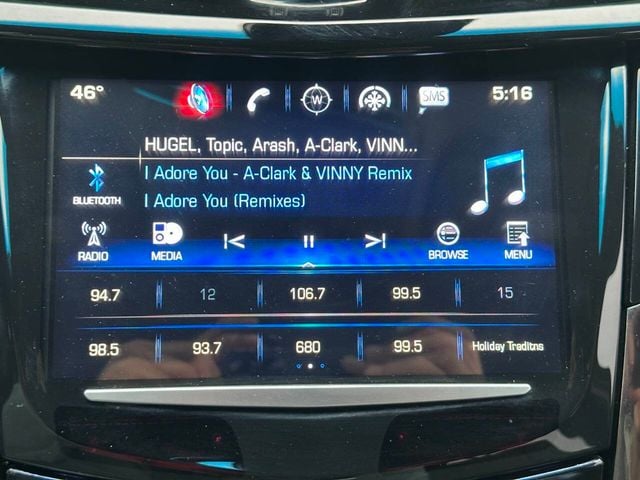 46° W SMS 5:16
HUGEL, Topic, Arash, A-Clark, VINN...
I Adore You - A-Clark & VINNY Remix
BLUETOOTH I Adore You (Remixes)
RADIO MEDIA BROWSE MENU
94.7 12 106.7 99.5 15
98.5 93.7 680 99.5 Holiday Traditns